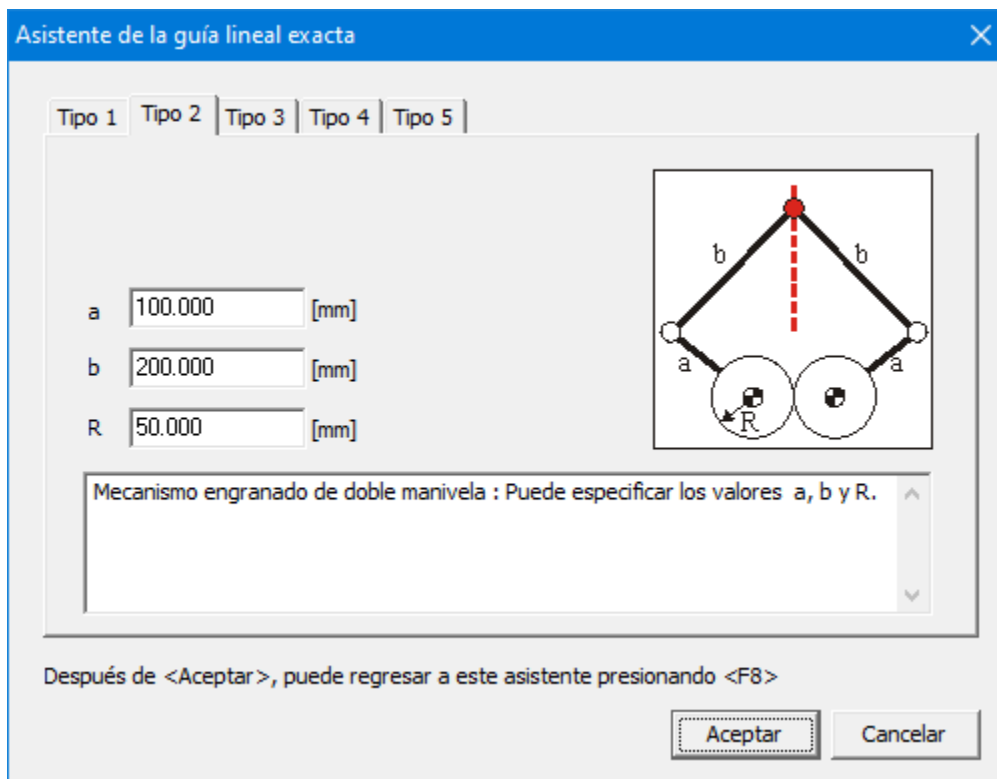 Asistente de la guía lineal exacta
Tipo 1 Tipo 2 Tipo 3 Tipo 4 Tipo 5
b b
a 100.000 [mm]
a a
b 200.000 [mm]
R
R 50.000 [mm]
Mecanismo engranado de doble manivela : Puede especificar los valores a, b y R.
Después de <Aceptar>, puede regresar a este asistente presionando <F8>
Aceptar Cancelar